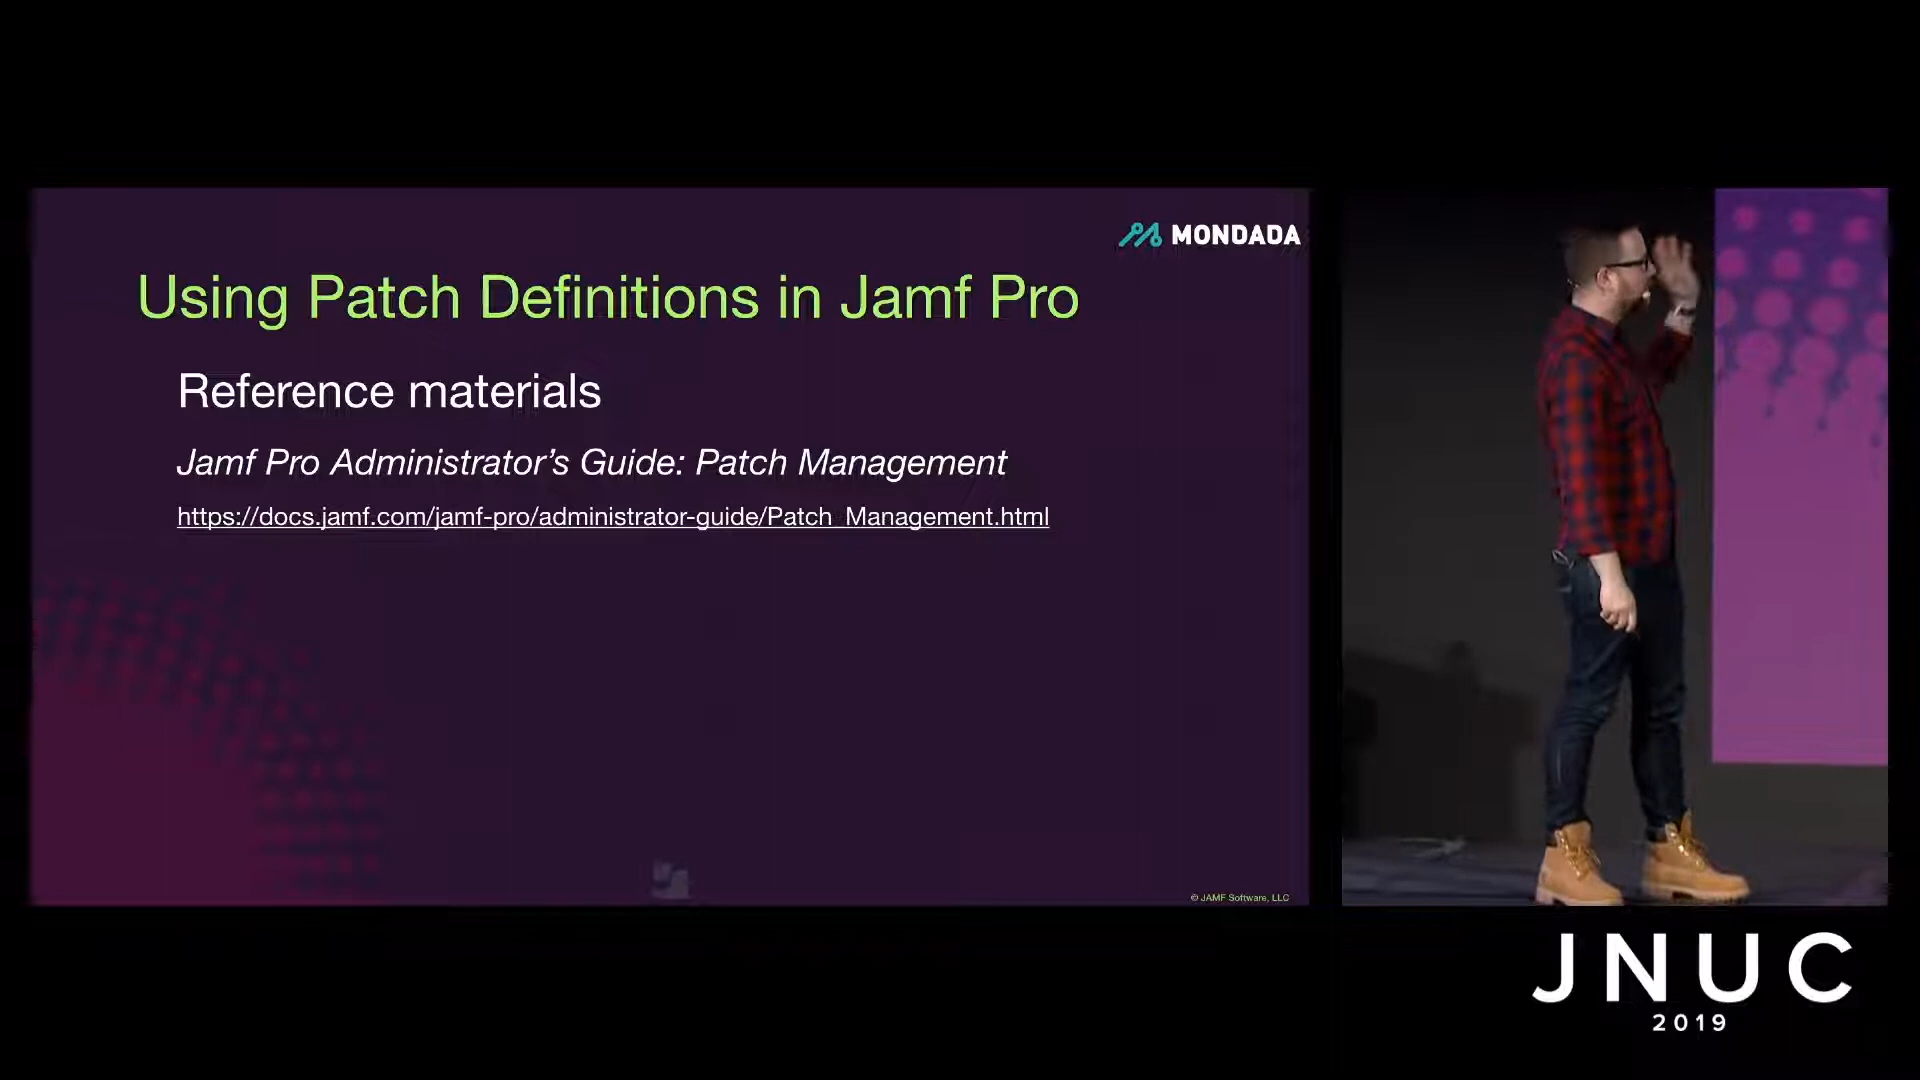 MONDADA
Using Patch Definitions in Jamf Pro
Reference materials
Jamf Pro Administrator’s Guide: Patch Management
https://docs.jamf.com/jamf-pro/administrator-guide/Patch_Management.html
© JAMF Software, LLC
JNUC
2019